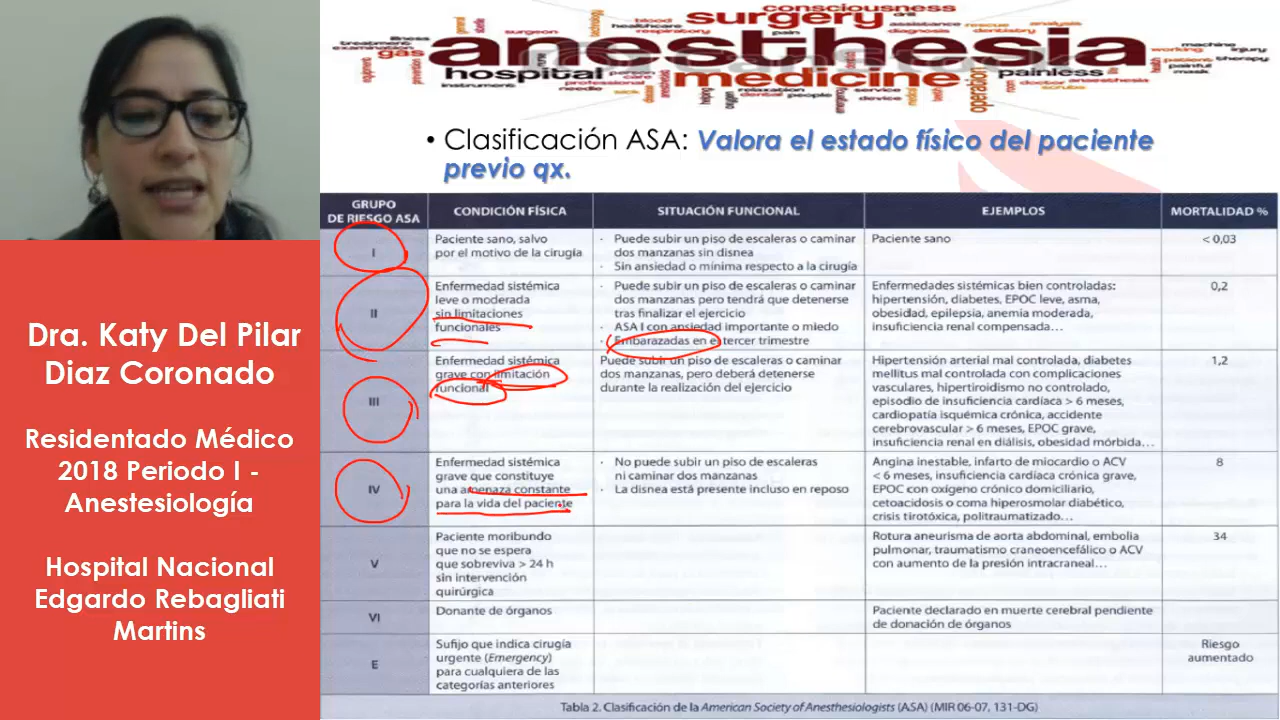 consciousness
surgery
anesthesia
gas
hospital
medicine
painless
operation
• Clasificación ASA: Valora el estado físico del paciente
previo qx.
Dra. Katy Del Pilar
Diaz Coronado
Residentado Médico
2018 Periodo I -
Anestesiología
Hospital Nacional
Edgardo Rebagliati
Martins
GRUPO
DE RIESGO ASA
CONDICIÓN FÍSICA
SITUACIÓN FUNCIONAL
EJEMPLOS
MORTALIDAD %
I
Paciente sano, salvo
por el motivo de la cirugía
· Puede subir un piso de escaleras o caminar
dos manzanas sin disnea
· Sin ansiedad o mínima respecto a la cirugía
Paciente sano
< 0,03
II
Enfermedad sistémica
leve o moderada
sin limitaciones
funcionales
· Puede subir un piso de escaleras o caminar
dos manzanas pero tendrá que detenerse
tras finalizar el ejercicio
· ASA I con ansiedad importante o miedo
· Embarazadas en el tercer trimestre
Enfermedades sistémicas bien controladas:
hipertensión, diabetes, EPOC leve, asma,
obesidad, epilepsia, anemia moderada,
insuficiencia renal compensada…
0,2
III
Enfermedad sistémica
grave con limitación
funcional
Puede subir un piso de escaleras o caminar
dos manzanas, pero deberá detenerse
durante la realización del ejercicio
Hipertensión arterial mal controlada, diabetes
mellitus mal controlada con complicaciones
vasculares, hipertiroidismo no controlado,
episodio de insuficiencia cardíaca > 6 meses,
cardiopatía isquémica crónica, accidente
cerebrovascular > 6 meses, EPOC grave,
insuficiencia renal en diálisis, obesidad mórbida…
1,2
IV
Enfermedad sistémica
grave que constituye
una amenaza constante
para la vida del paciente
· No puede subir un piso de escaleras
ni caminar dos manzanas
· La disnea está presente incluso en reposo
Angina inestable, infarto de miocardio o ACV
< 6 meses, insuficiencia cardíaca crónica grave,
EPOC con oxígeno crónico domiciliario,
cetoacidosis o coma hiperosmolar diabético,
crisis tirotóxica, politraumatizado…
8
V
Paciente moribundo
que no se espera
que sobreviva > 24 h
sin intervención
quirúrgica
Rotura aneurisma de aorta abdominal, embolia
pulmonar, traumatismo craneoencefálico o ACV
con aumento de la presión intracraneal…
34
VI
Donante de órganos
Paciente declarado en muerte cerebral pendiente
de donación de órganos
E
Sufijo que indica cirugía
urgente (Emergency)
para cualquiera de las
categorías anteriores
Riesgo
aumentado
Tabla 2. Clasificación de la American Society of Anesthesiologists (ASA) (MIR 06-07, 131-DG)